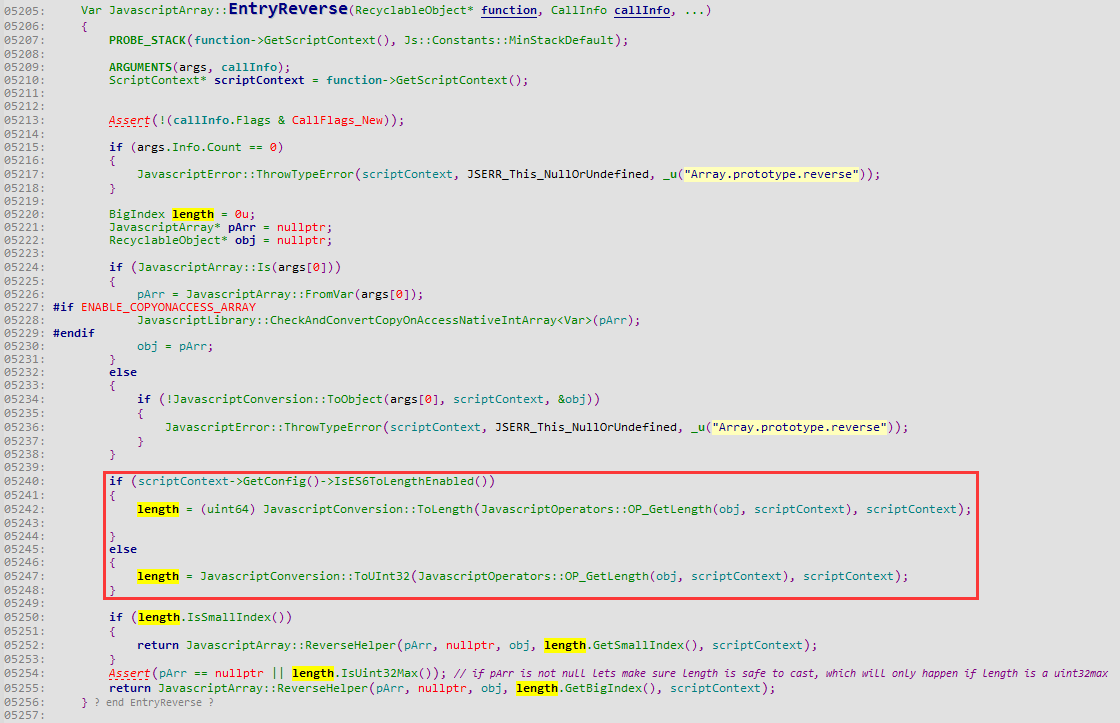 05205:     Var JavascriptArray::EntryReverse(RecyclableObject* function, CallInfo callInfo, ...)
05206:     {
05207:         PROBE_STACK(function->GetScriptContext(), Js::Constants::MinStackDefault);
05208:
05209:         ARGUMENTS(args, callInfo);
05210:         ScriptContext* scriptContext = function->GetScriptContext();
05211:
05212:
05213:         Assert(!(callInfo.Flags & CallFlags_New));
05214:
05215:         if (args.Info.Count == 0)
05216:         {
05217:             JavascriptError::ThrowTypeError(scriptContext, JSERR_This_NullOrUndefined, _u("Array.prototype.reverse"));
05218:         }
05219:
05220:         BigIndex length = 0u;
05221:         JavascriptArray* pArr = nullptr;
05222:         RecyclableObject* obj = nullptr;
05223:
05224:         if (JavascriptArray::Is(args[0]))
05225:         {
05226:             pArr = JavascriptArray::FromVar(args[0]);
05227: #if ENABLE_COPYONACCESS_ARRAY
05228:             JavascriptLibrary::CheckAndConvertCopyOnAccessNativeIntArray<Var>(pArr);
05229: #endif
05230:             obj = pArr;
05231:         }
05232:         else
05233:         {
05234:             if (!JavascriptConversion::ToObject(args[0], scriptContext, &obj))
05235:             {
05236:                 JavascriptError::ThrowTypeError(scriptContext, JSERR_This_NullOrUndefined, _u("Array.prototype.reverse"));
05237:             }
05238:         }
05239:
05240:         if (scriptContext->GetConfig()->IsES6ToLengthEnabled())
05241:         {
05242:             length = (uint64) JavascriptConversion::ToLength(JavascriptOperators::OP_GetLength(obj, scriptContext), scriptContext);
05243:
05244:         }
05245:         else
05246:         {
05247:             length = JavascriptConversion::ToUInt32(JavascriptOperators::OP_GetLength(obj, scriptContext), scriptContext);
05248:         }
05249:
05250:         if (length.IsSmallIndex())
05251:         {
05252:             return JavascriptArray::ReverseHelper(pArr, nullptr, obj, length.GetSmallIndex(), scriptContext);
05253:         }
05254:         Assert(pArr == nullptr || length.IsUint32Max()); // if pArr is not null lets make sure length is safe to cast, which will only happen if length is a uint32max
05255:         return JavascriptArray::ReverseHelper(pArr, nullptr, obj, length.GetBigIndex(), scriptContext);
05256:     } ? end EntryReverse ?
05257: